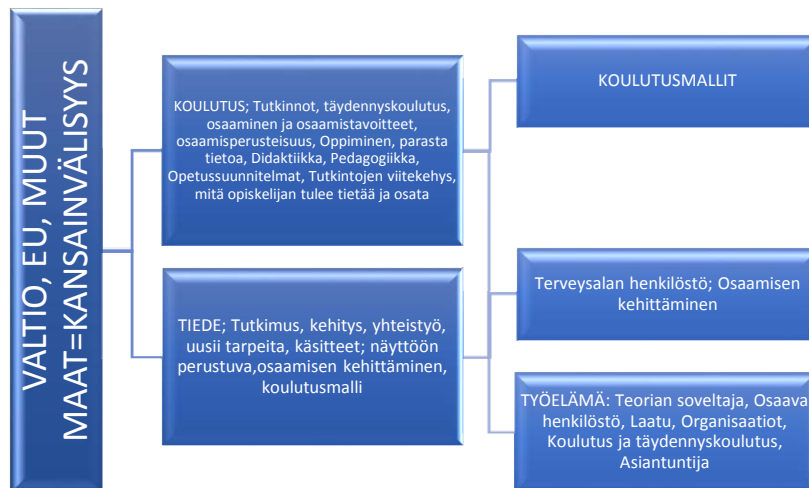 VALTIO, EU, MUUT
MAAT=KANSAINVÄLISYYS
KOULUTUS; Tutkinnot, täydennyskoulutus,
osaaminen ja osaamistavoitteet,
osaamisperusteisuus, Oppiminen, parasta
tietoa, Didaktiikka, Pedagogiikka,
Opetussuunnitelmat, Tutkintojen viitekehys,
mitä opiskelijan tulee tietää ja osata
TIEDE; Tutkimus, kehitys, yhteistyö,
uusii tarpeita, käsitteet; näyttöön
perustuva,osaamisen kehittäminen,
koulutusmalli
KOULUTUSMALLIT
Terveysalan henkilöstö; Osaamisen
kehittäminen
TYÖELÄMÄ: Teorian soveltaja, Osaava
henkilöstö, Laatu, Organisaatiot,
Koulutus ja täydennyskoulutus,
Asiantuntija